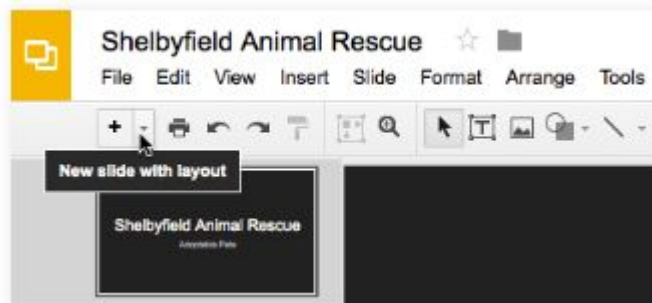 Shelbyfield Animal Rescue
File Edit View Insert Slide Format Arrange Tools
New slide with layout
Shelbyfield Animal Rescue